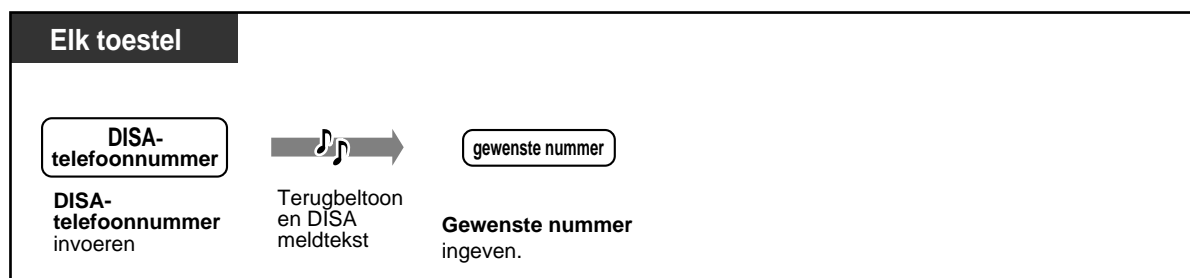 Elk toestel
DISA-
telefoonnummer
gewenste nummer
DISA-
telefoonnummer
invoeren
Terugbeltoon
en DISA
meldtekst
Gewenste nummer
ingeven.